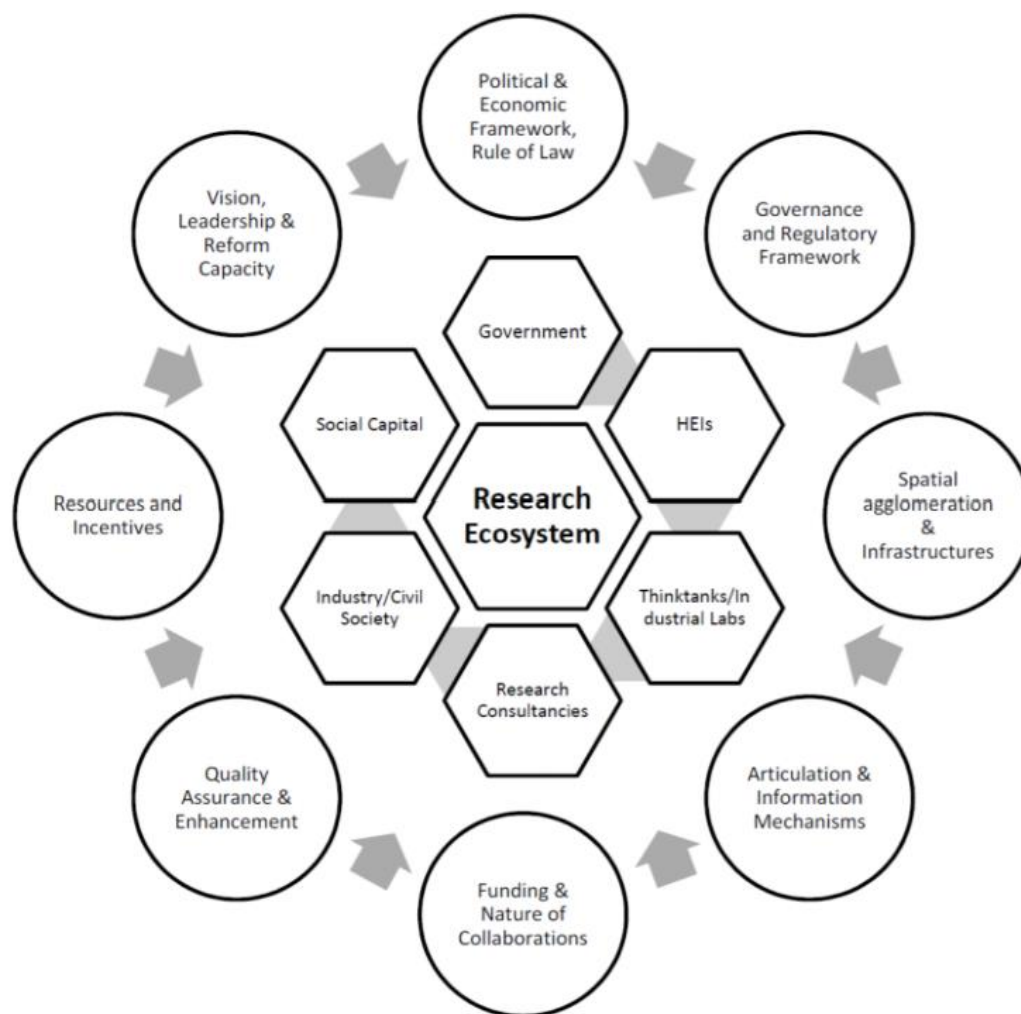 Political &
Economic
Framework,
Rule of Law
Vision,
Leadership &
Reform
Capacity
Governance
and Regulatory
Framework
Government
Social Capital
HEIs
Research
Ecosystem
Resources and
Incentives
Spatial
agglomeration
&
Infrastructures
Industry/Civil
Society
Thinktanks/In
dustrial Labs
Research
Consultancies
Quality
Assurance &
Enhancement
Articulation &
Information
Mechanisms
Funding &
Nature of
Collaborations